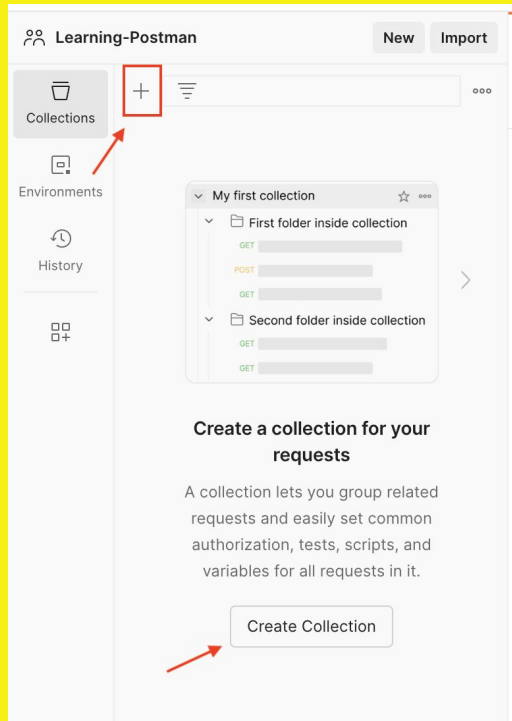 Learning-Postman
New
Import
Collections
Environments
History
My first collection
First folder inside collection
GET
POST
GET
Second folder inside collection
GET
GET
Create a collection for your
requests
A collection lets you group related
requests and easily set common
authorization, tests, scripts, and
variables for all requests in it.
Create Collection